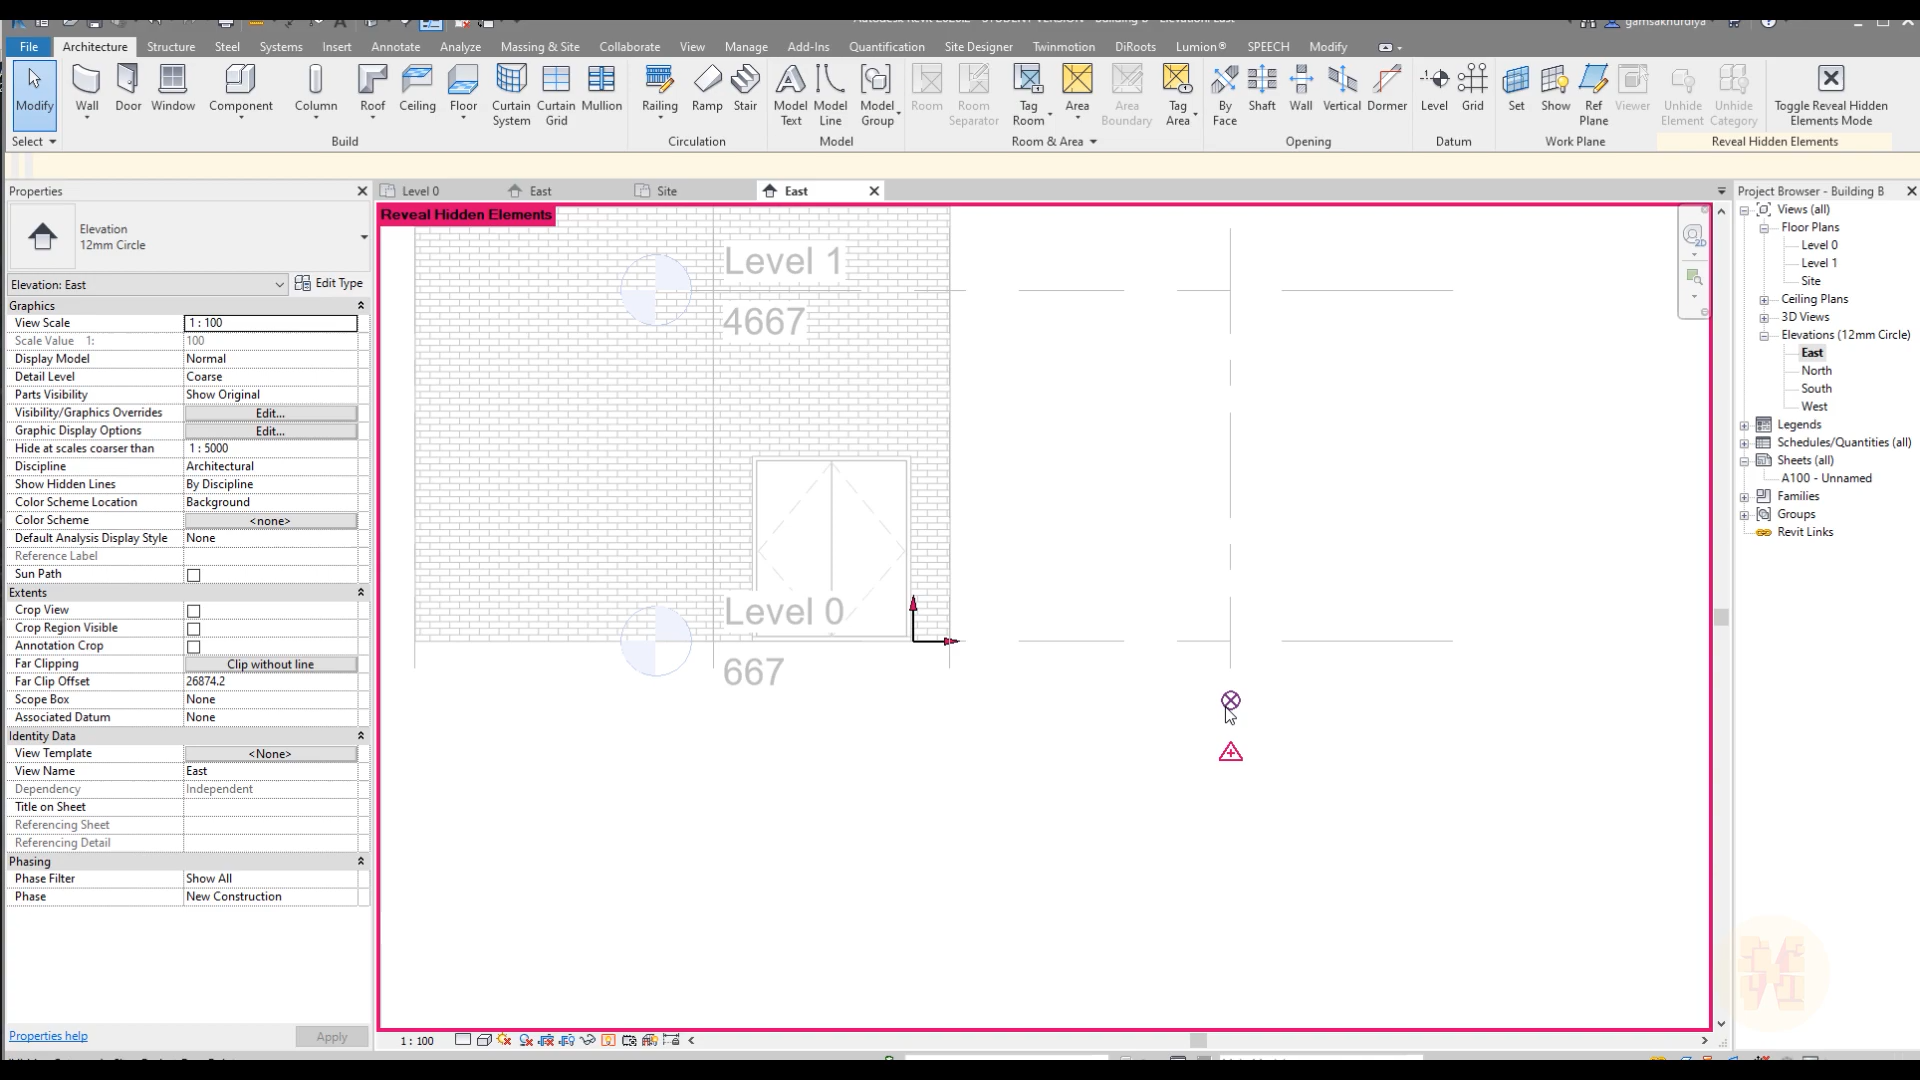 File Architecture Structure Steel Systems Insert Annotate Analyze Massing & Site Collaborate View Manage Add-Ins Quantification Site Designer Twinmotion DiRoots Lumion® SPEECH Modify
Modify Wall Door Window Component Column Roof Ceiling Floor Curtain System Curtain Grid Mullion Railing Ramp Stair Model Text Model Line Model Group Room Room Separator Tag Room Area Area Boundary Tag Area By Face Shaft Wall Vertical Dormer Level Grid Set Show Ref Plane Viewer Unhide Element Unhide Category Toggle Reveal Hidden Elements Mode
Select Build Circulation Model Room & Area Opening Datum Work Plane Reveal Hidden Elements
Properties
Level 0 East Site East
Project Browser - Building B
Elevation
12mm Circle
Elevation: East
Edit Type
Graphics
View Scale 1 : 100
Scale Value 1: 100
Display Model Normal
Detail Level Coarse
Parts Visibility Show Original
Visibility/Graphics Overrides Edit...
Graphic Display Options Edit...
Hide at scales coarser than 1 : 5000
Discipline Architectural
Show Hidden Lines By Discipline
Color Scheme Location Background
Color Scheme <none>
Default Analysis Display Style None
Reference Label
Sun Path
Extents
Crop View
Crop Region Visible
Annotation Crop
Far Clipping Clip without line
Far Clip Offset 26874.2
Scope Box None
Associated Datum None
Identity Data
View Template <None>
View Name East
Dependency Independent
Title on Sheet
Referencing Sheet
Referencing Detail
Phasing
Phase Filter Show All
Phase New Construction
Properties help
Apply
Reveal Hidden Elements
Level 1
4667
Level 0
667
2D
1 : 100
Views (all)
Floor Plans
Level 0
Level 1
Site
Ceiling Plans
3D Views
Elevations (12mm Circle)
East
North
South
West
Legends
Schedules/Quantities (all)
Sheets (all)
A100 - Unnamed
Families
Groups
Revit Links